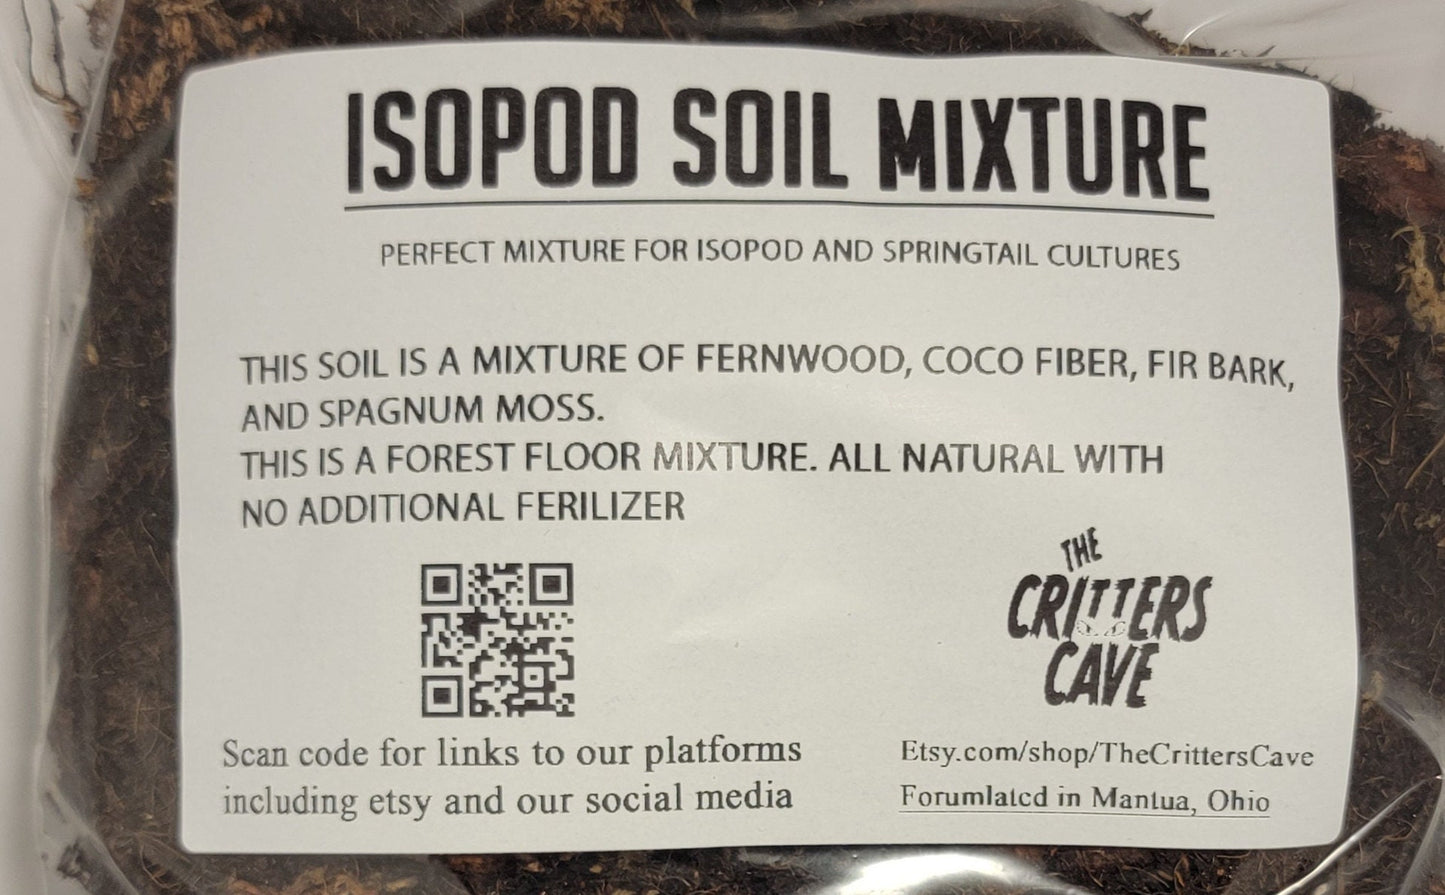 ISOPOD SOIL MIXTURE
PERFECT MIXTURE FOR ISOPOD AND SPRINGTAIL CULTURES
THIS SOIL IS A MIXTURE OF FERNWOOD, COCO FIBER, FIR BARK,
AND SPAGNUM MOSS.
THIS IS A FOREST FLOOR MIXTURE. ALL NATURAL WITH
NO ADDITIONAL FERILIZER
THE
CRITTERS
CAVE
Scan code for links to our platforms
including etsy and our social media
Etsy.com/shop/TheCrittersCave
Forumlated in Mantua, Ohio